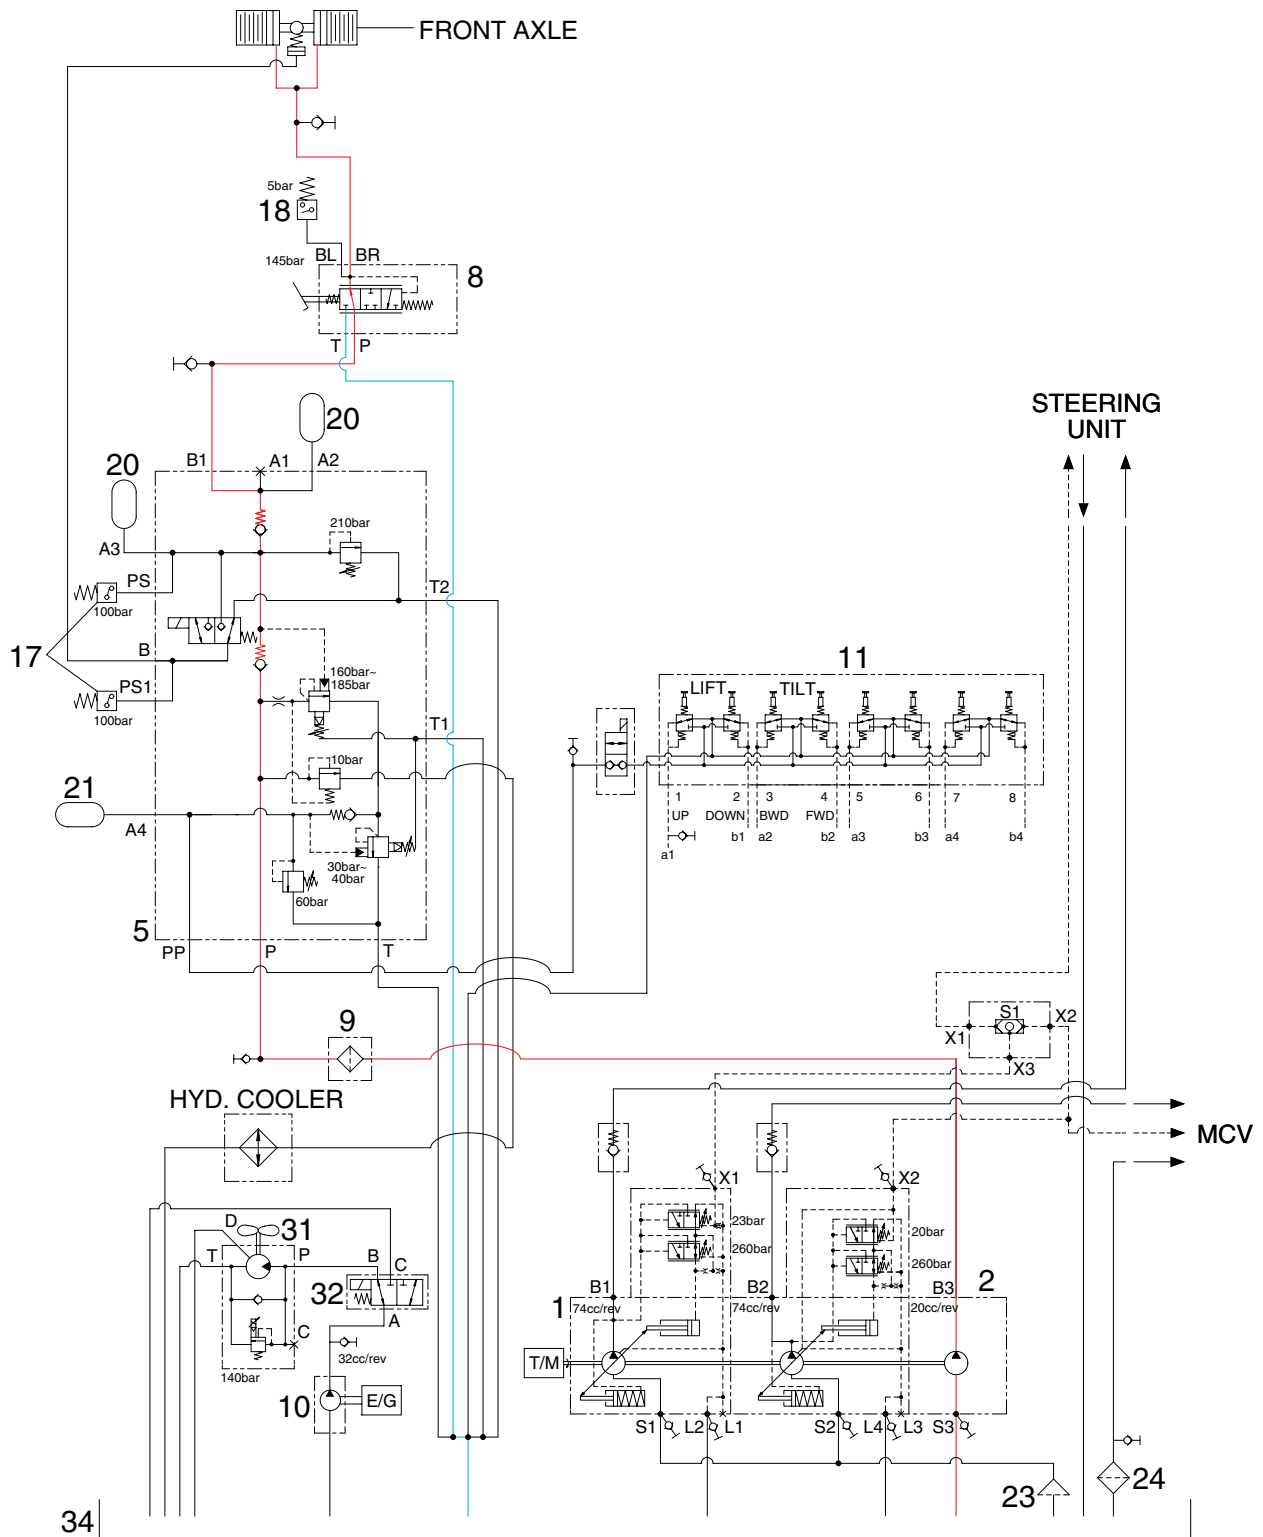 FRONT AXLE
5bar
18
BL BR
145bar
8
T P
20
STEERING
UNIT
B1 A1 A2
20
210bar
A3
PS
T2
100bar
17
B
11
160bar~
185bar
LIFT TILT
PS1
100bar
T1
10bar
21
1 2 3 4 5 6 7 8
UP DOWN BWD FWD
A4
b1 a2 b2 a3 b3 a4 b4
a1
30bar~
40bar
60bar
5
PP P T
9
S1
X1 X2
X3
HYD. COOLER
MCV
X1 X2
D 31
23bar
20bar
T P
B C
260bar
260bar
32
B1 B2 B3 2
1 74cc/rev 74cc/rev 20cc/rev
A
C
32cc/rev
140bar
T/M
10 E/G
S1 L2 L1 S2 L4 L3 S3
23 24
34